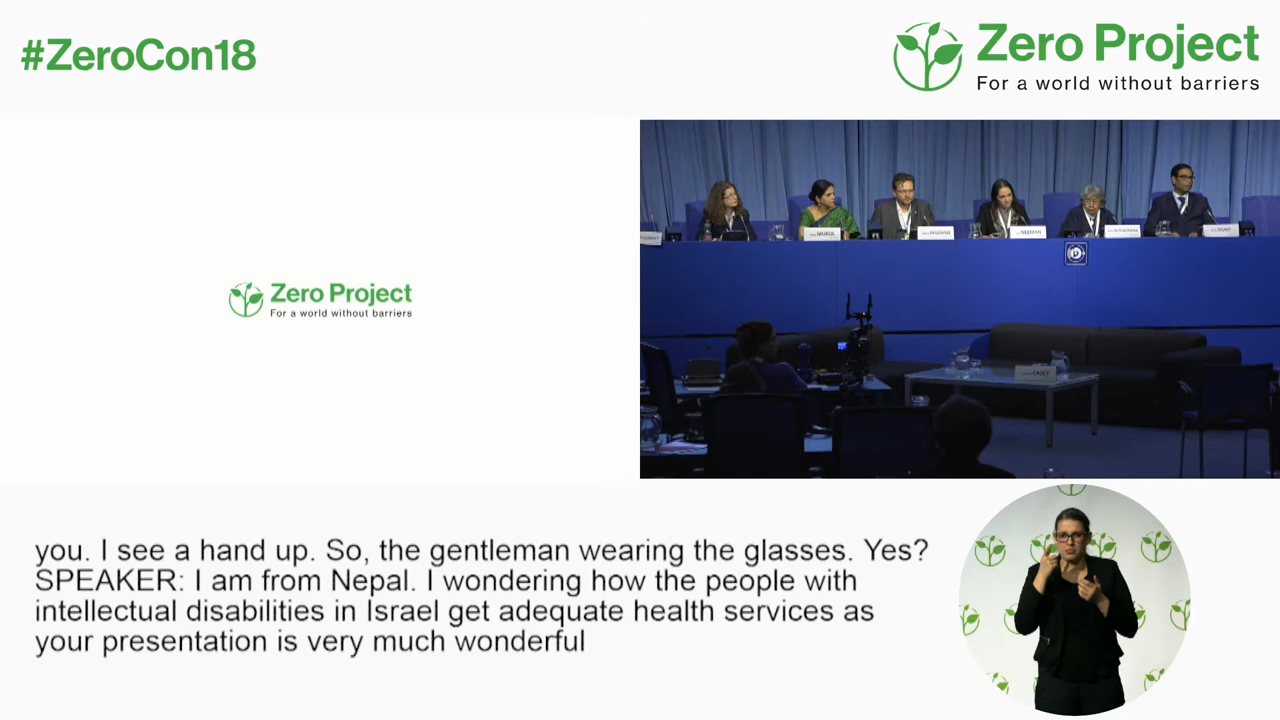 #ZeroCon18
Zero Project
For a world without barriers
Zero Project
For a world without barriers
NEEMAN
you. I see a hand up. So, the gentleman wearing the glasses. Yes?
SPEAKER: I am from Nepal. I wondering how the people with
intellectual disabilities in Israel get adequate health services as
your presentation is very much wonderful